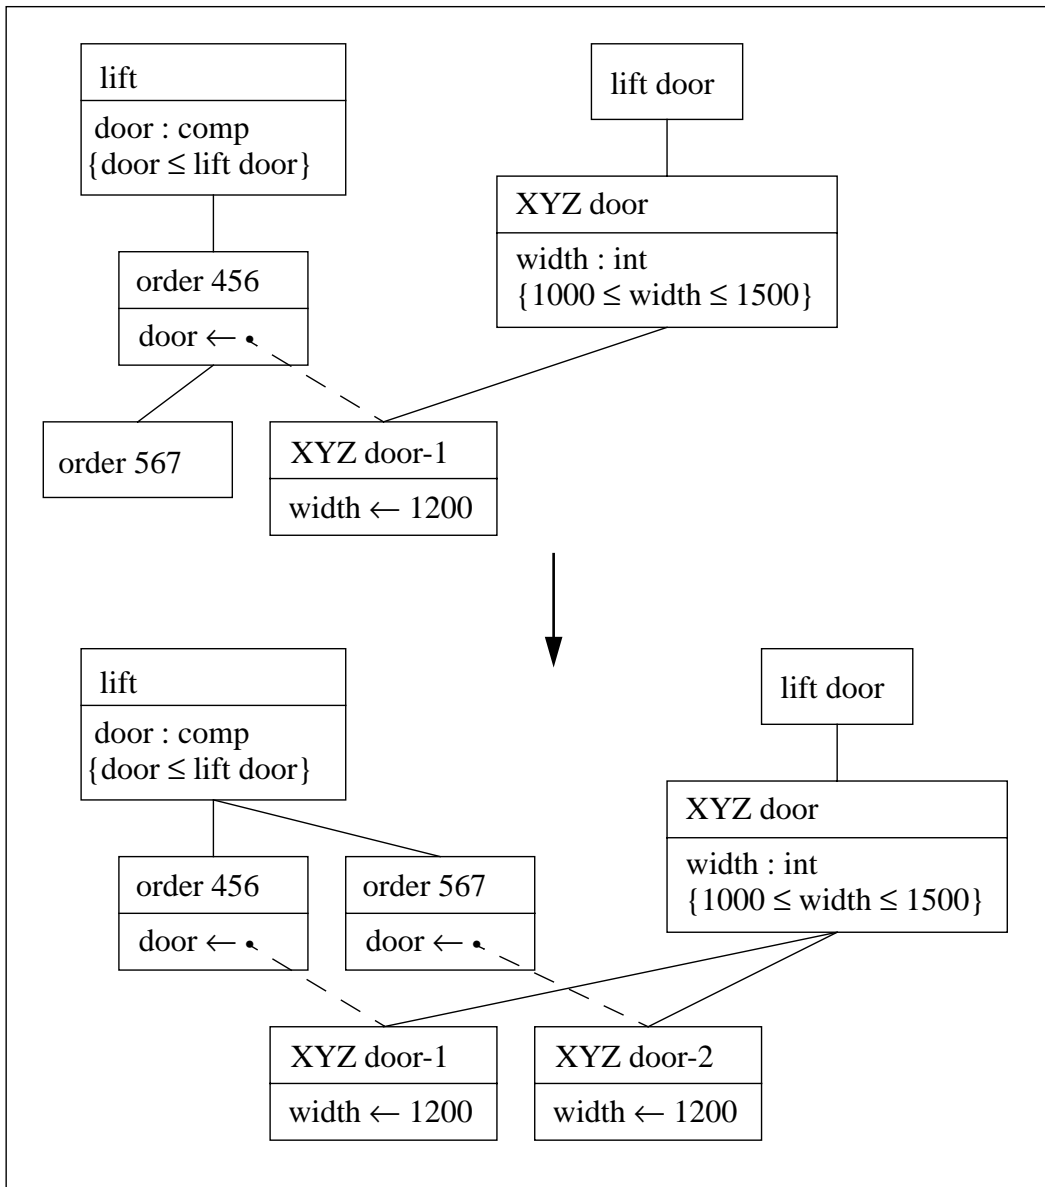 lift
door : comp
{door ≤ lift door}
lift door
XYZ door
width : int
{1000 ≤ width ≤ 1500}
order 456
door ←
order 567
XYZ door-1
width ← 1200
lift
door : comp
{door ≤ lift door}
lift door
XYZ door
width : int
{1000 ≤ width ≤ 1500}
order 456
door ←
order 567
door ←
XYZ door-1
width ← 1200
XYZ door-2
width ← 1200